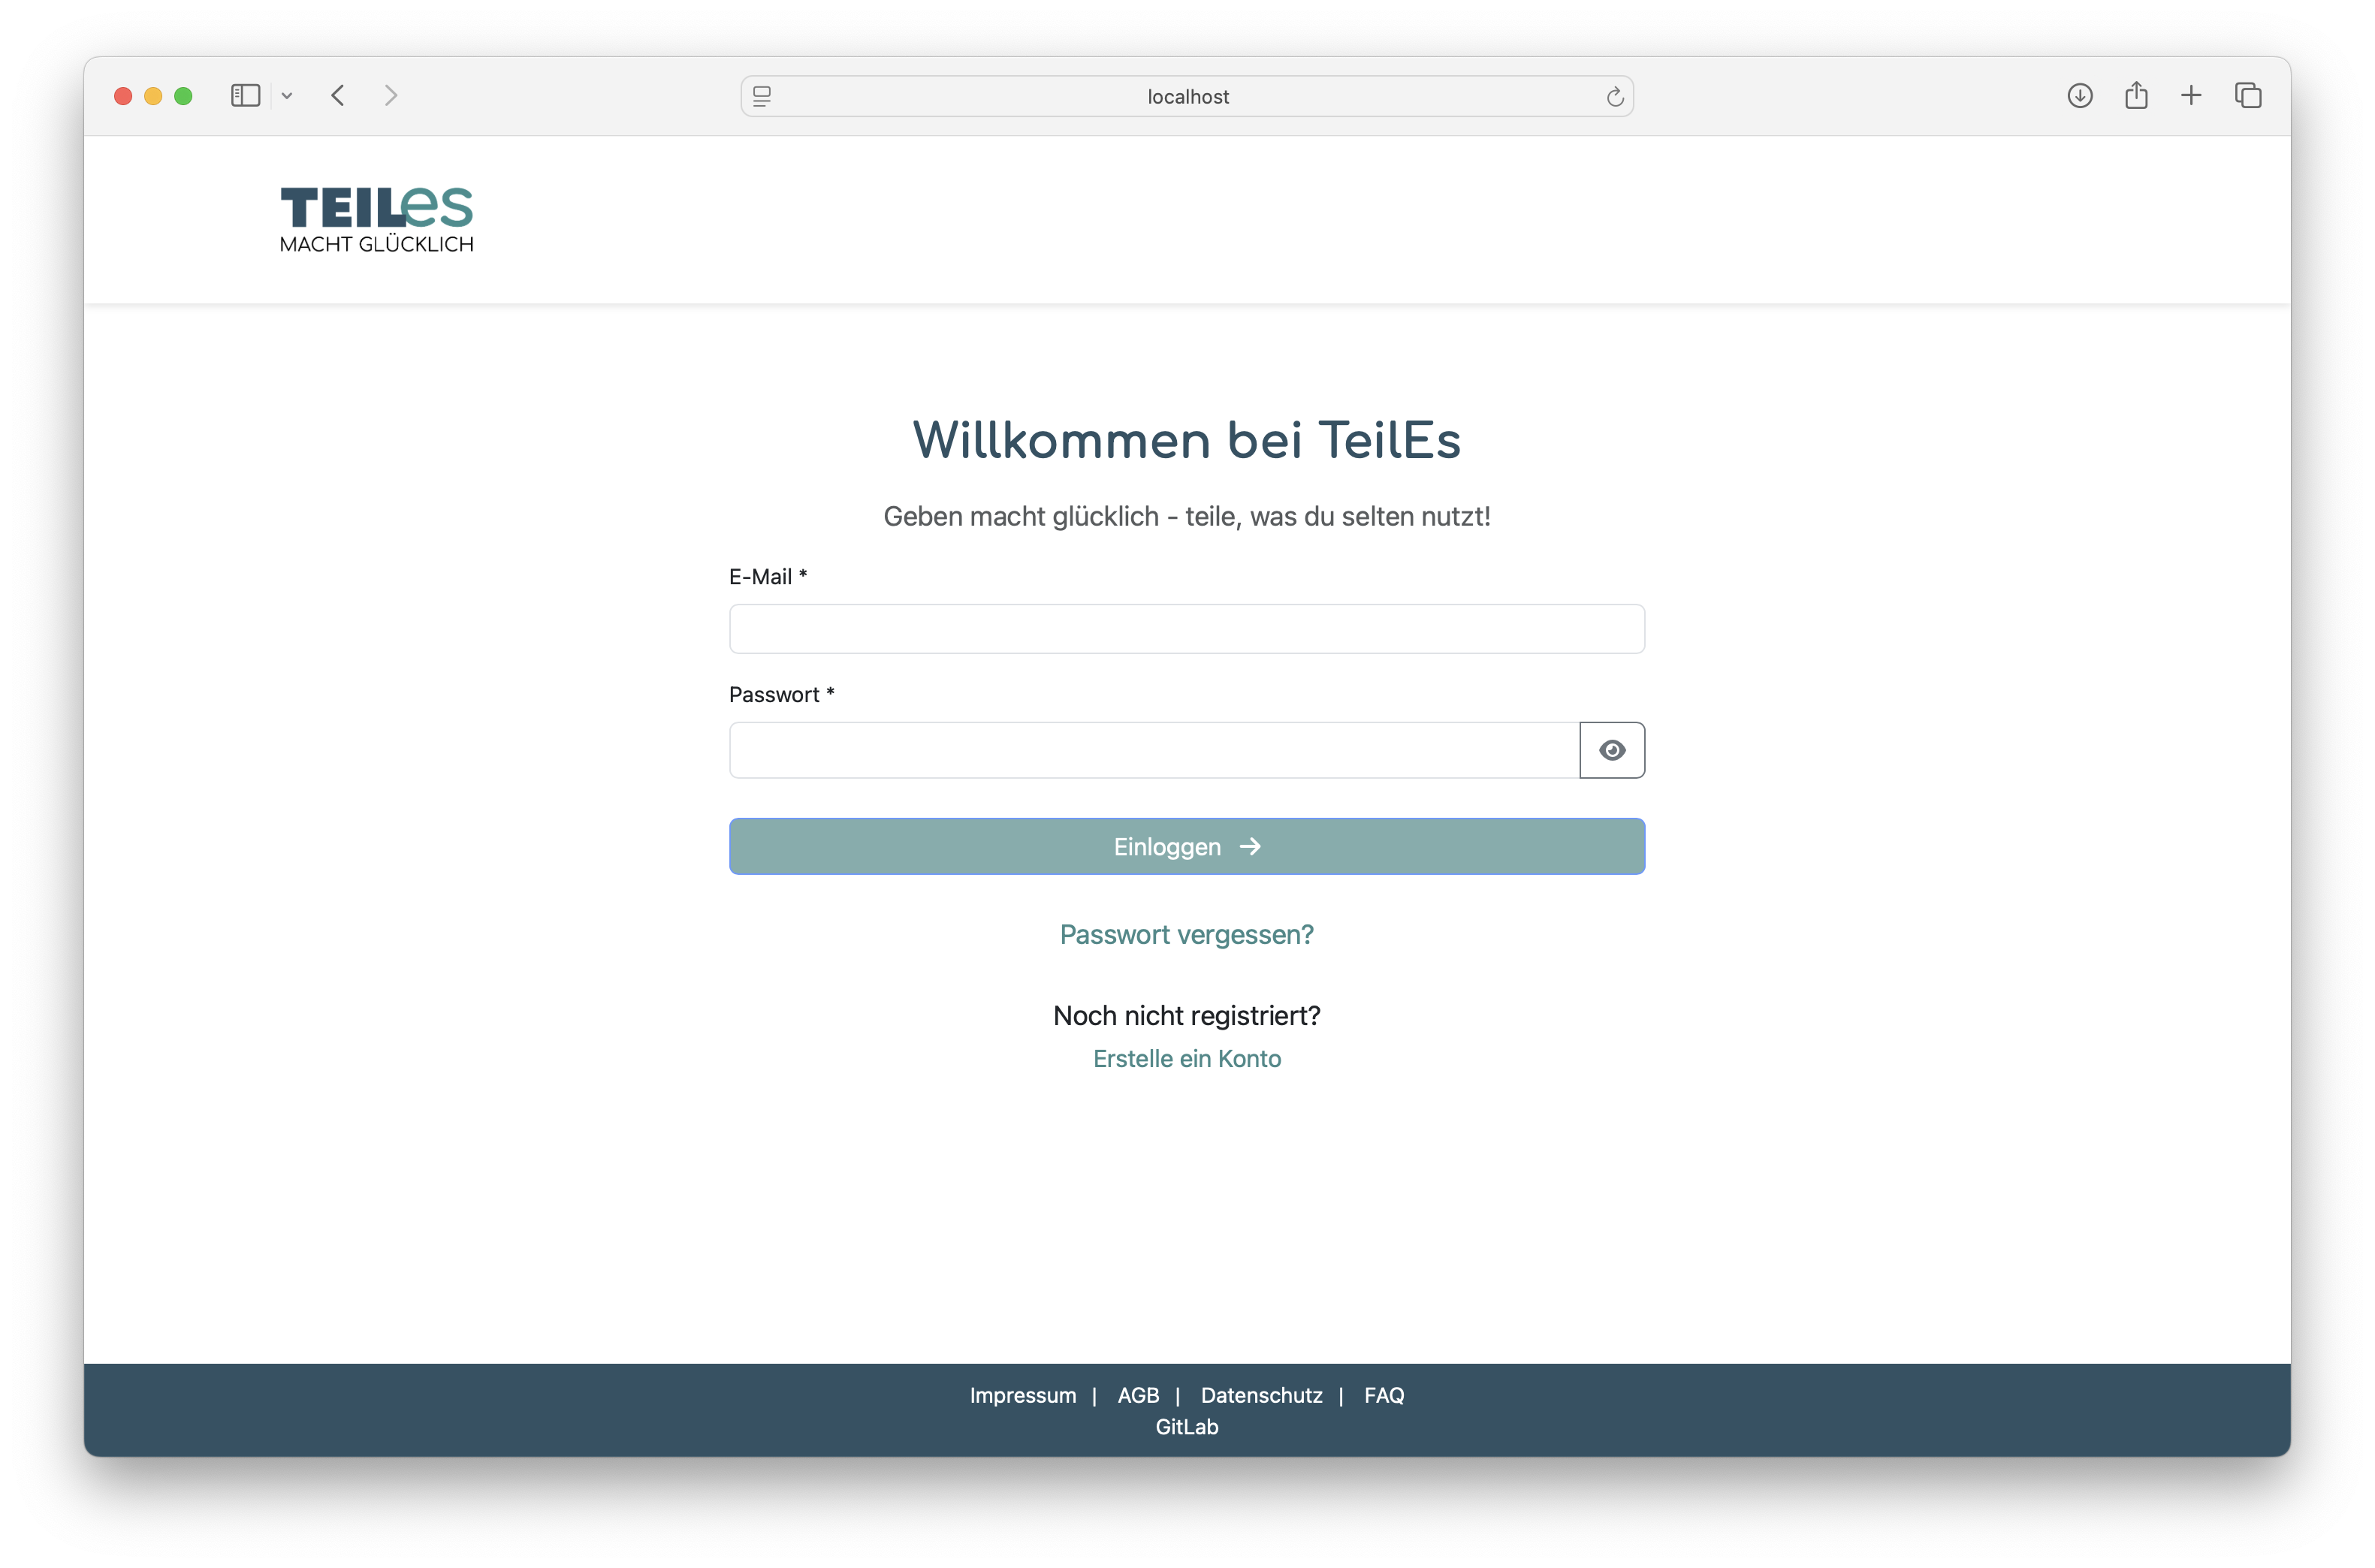 localhost
TEILes
MACHT GLÜCKLICH
Willkommen bei TeilEs
Geben macht glücklich - teile, was du selten nutzt!
E-Mail *
Passwort *
Einloggen →
Passwort vergessen?
Noch nicht registriert?
Erstelle ein Konto
Impressum | AGB | Datenschutz | FAQ
GitLab